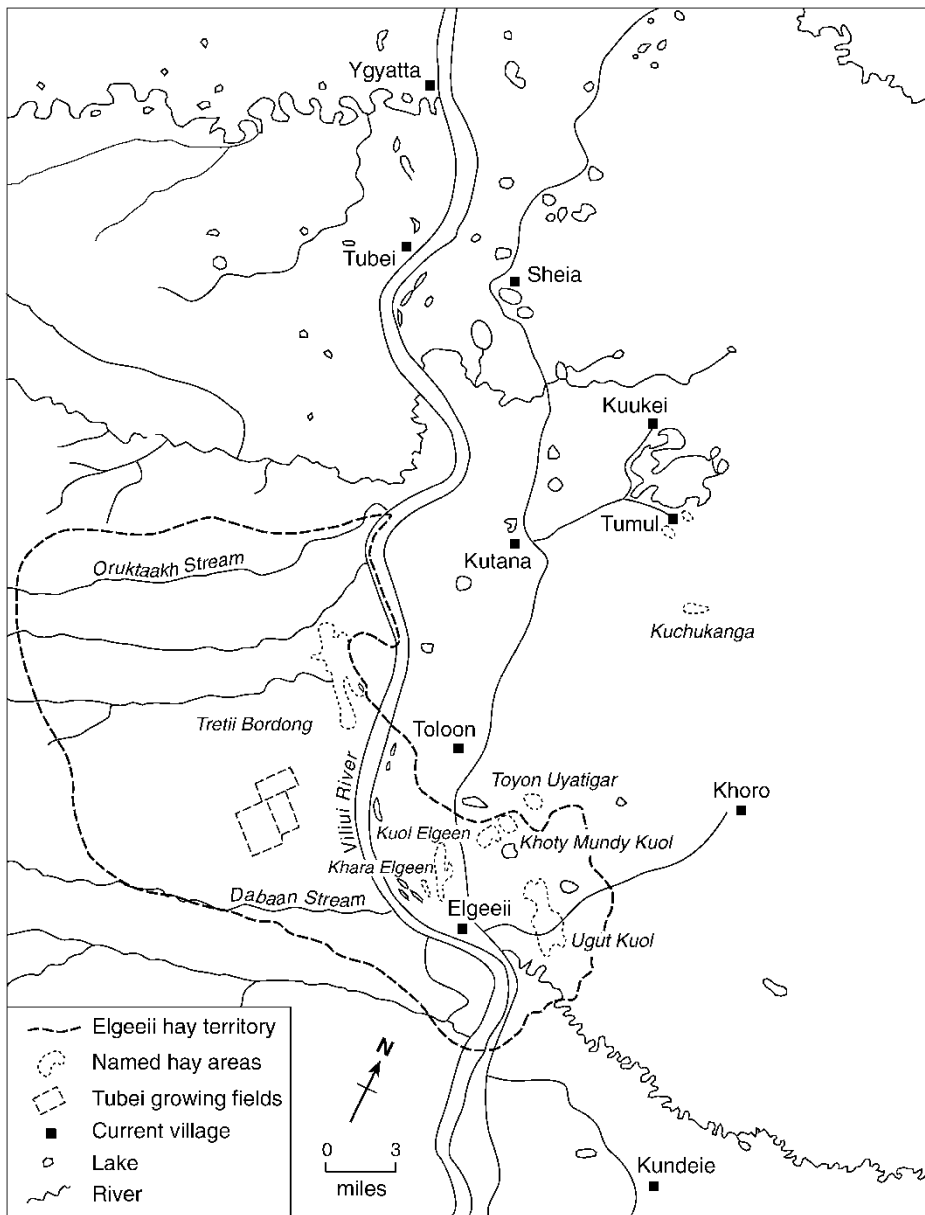 Ygyatta
Tubei
Sheia
Kuukei
Tumul
Kutana
Oruktaakh Stream
Kuchukanga
Tretii Bordong
Toloon
Viliui River
Toyon Uyatigar
Khoro
Kuol Elgeen
Khoty Mundy Kuol
Khara Elgeen
Dabaan Stream
Elgeeii
Ugut Kuol
Elgeeii hay territory
Named hay areas
Tubei growing fields
Current village
Lake
River
N
0 3
miles
Kundeie